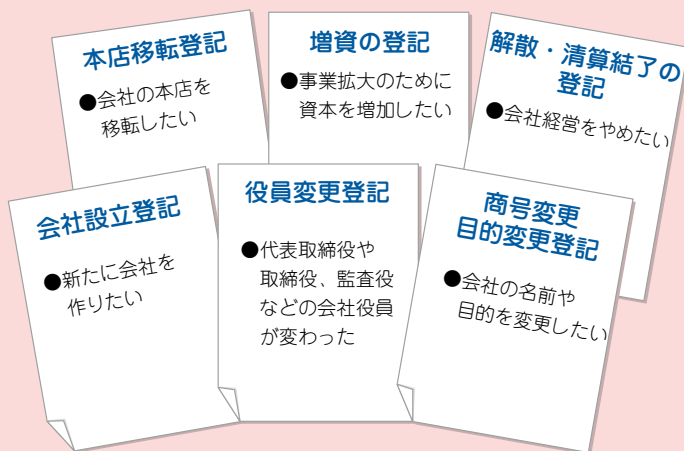 本店移転登記
●会社の本店を
移転したい
増資の登記
●事業拡大のために
資本を増加したい
解散・清算結了の
登記
●会社経営をやめたい
会社設立登記
●新たに会社を
作りたい
役員変更登記
●代表取締役や
取締役、監査役
などの会社役員
が変わった
商号変更
目的変更登記
●会社の名前や
目的を変更したい